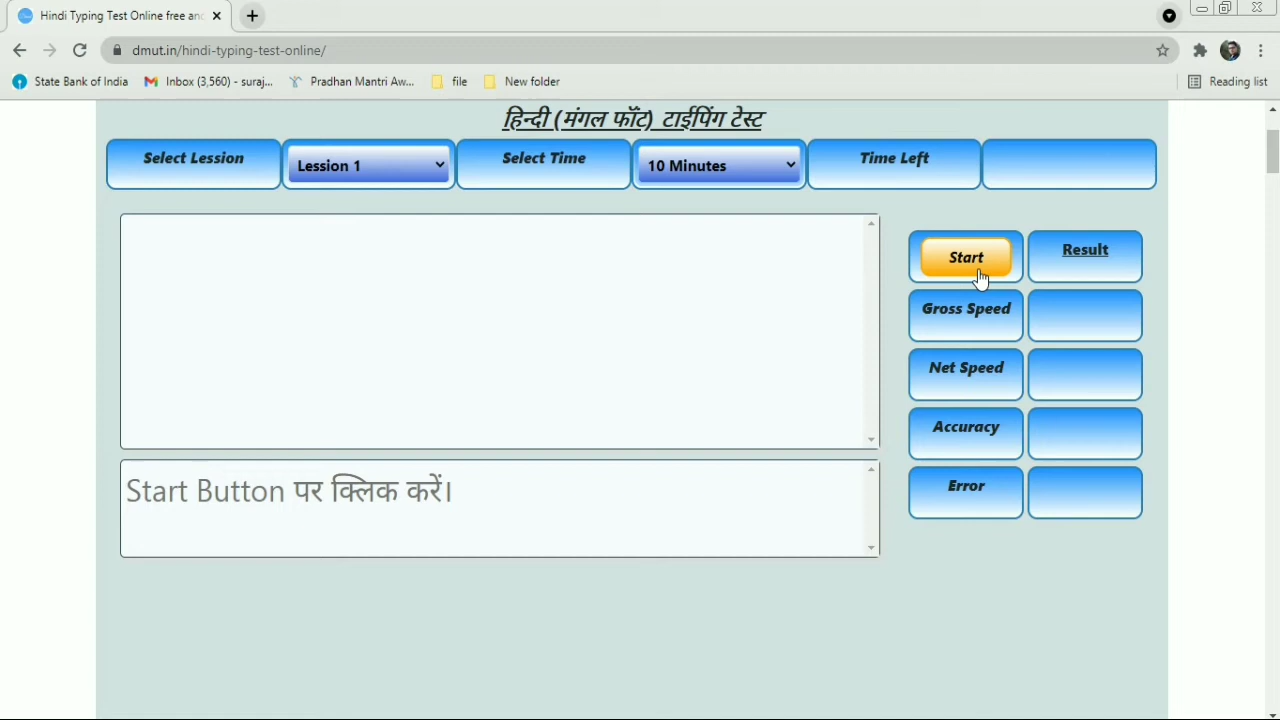 Hindi Typing Test Online free and
dmut.in/hindi-typing-test-online/
State Bank of India
Inbox (3,560) - suraj...
Pradhan Mantri Aw...
file
New folder
Reading list
हिन्दी (मंगल फॉंट) टाईपिंग टेस्ट
Select Lession
Lession 1
Select Time
10 Minutes
Time Left
Start
Result
Gross Speed
Net Speed
Accuracy
Error
Start Button पर क्लिक करें।